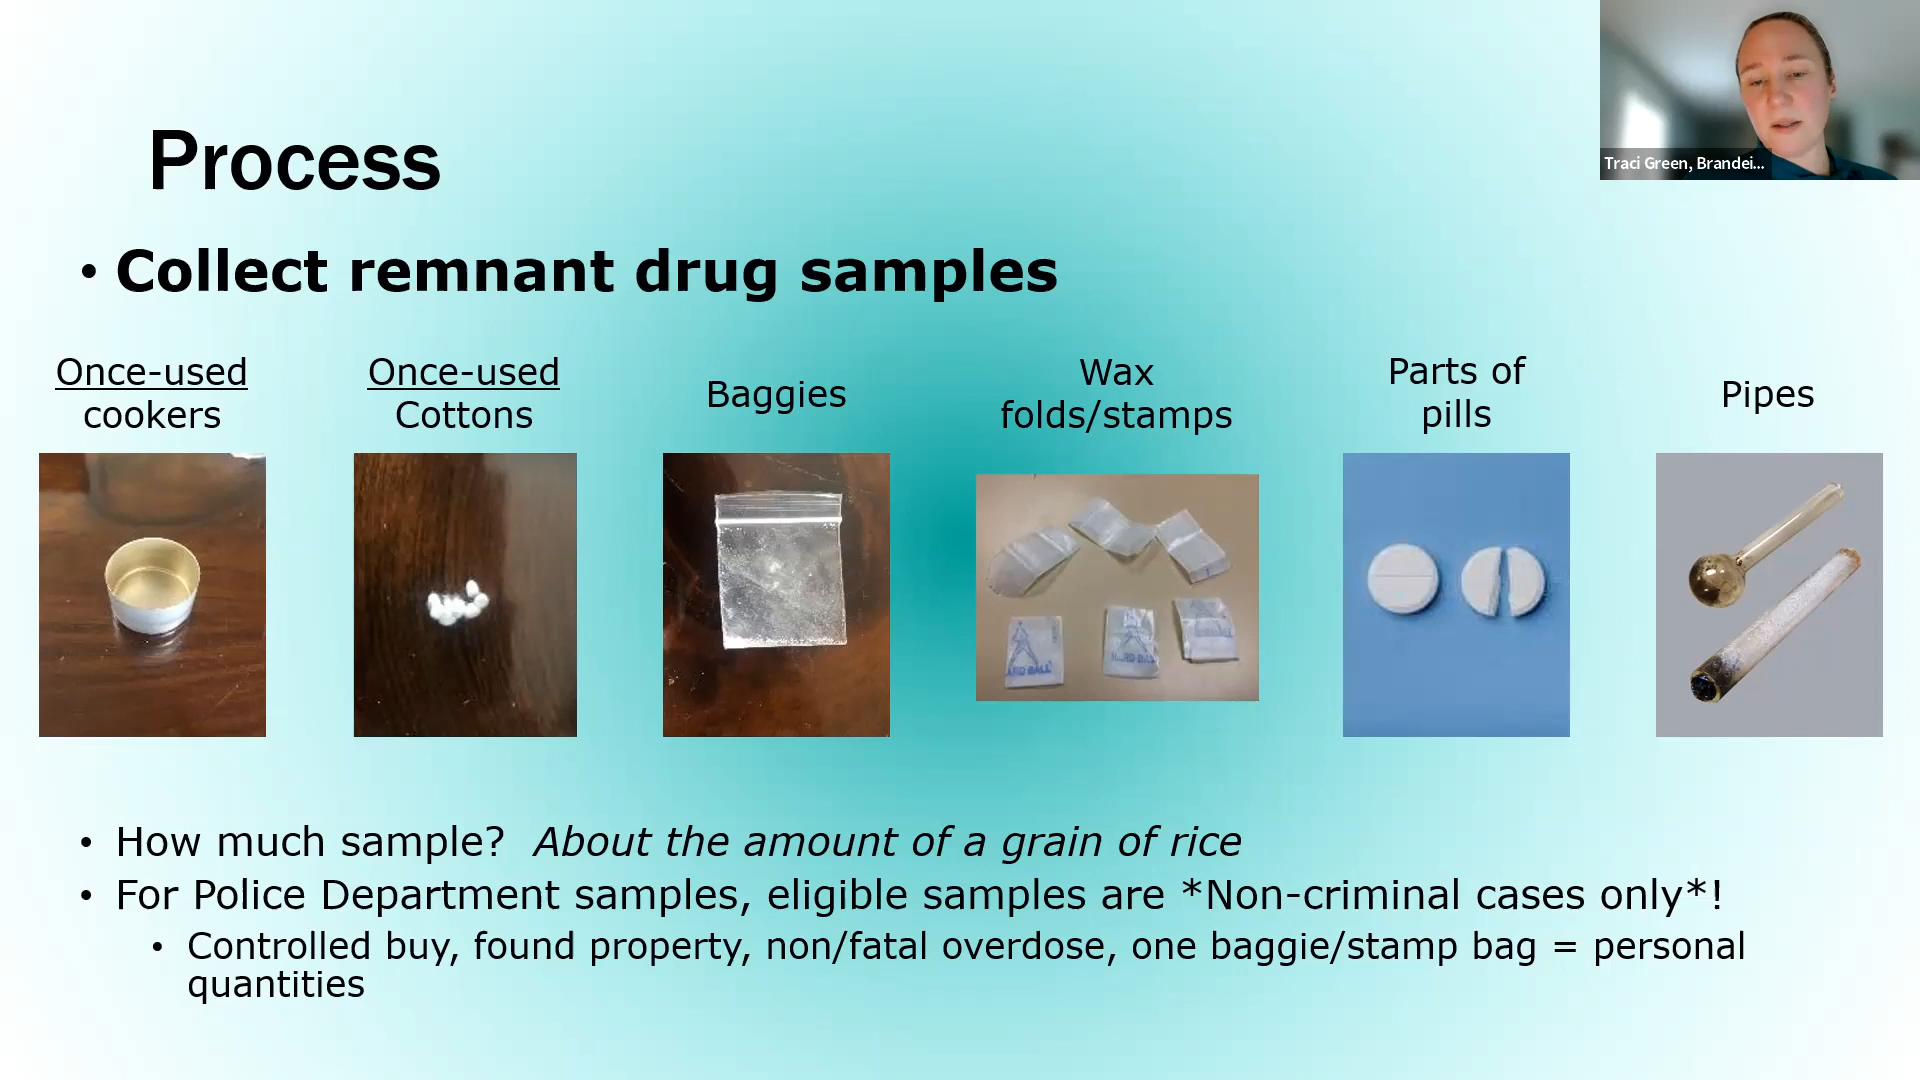 Traci Green, Brandei...
Process
• Collect remnant drug samples
Once-used
cookers
Once-used
Cottons
Baggies
Wax
folds/stamps
Parts of
pills
Pipes
• How much sample? About the amount of a grain of rice
• For Police Department samples, eligible samples are *Non-criminal cases only*!
• Controlled buy, found property, non/fatal overdose, one baggie/stamp bag = personal
quantities